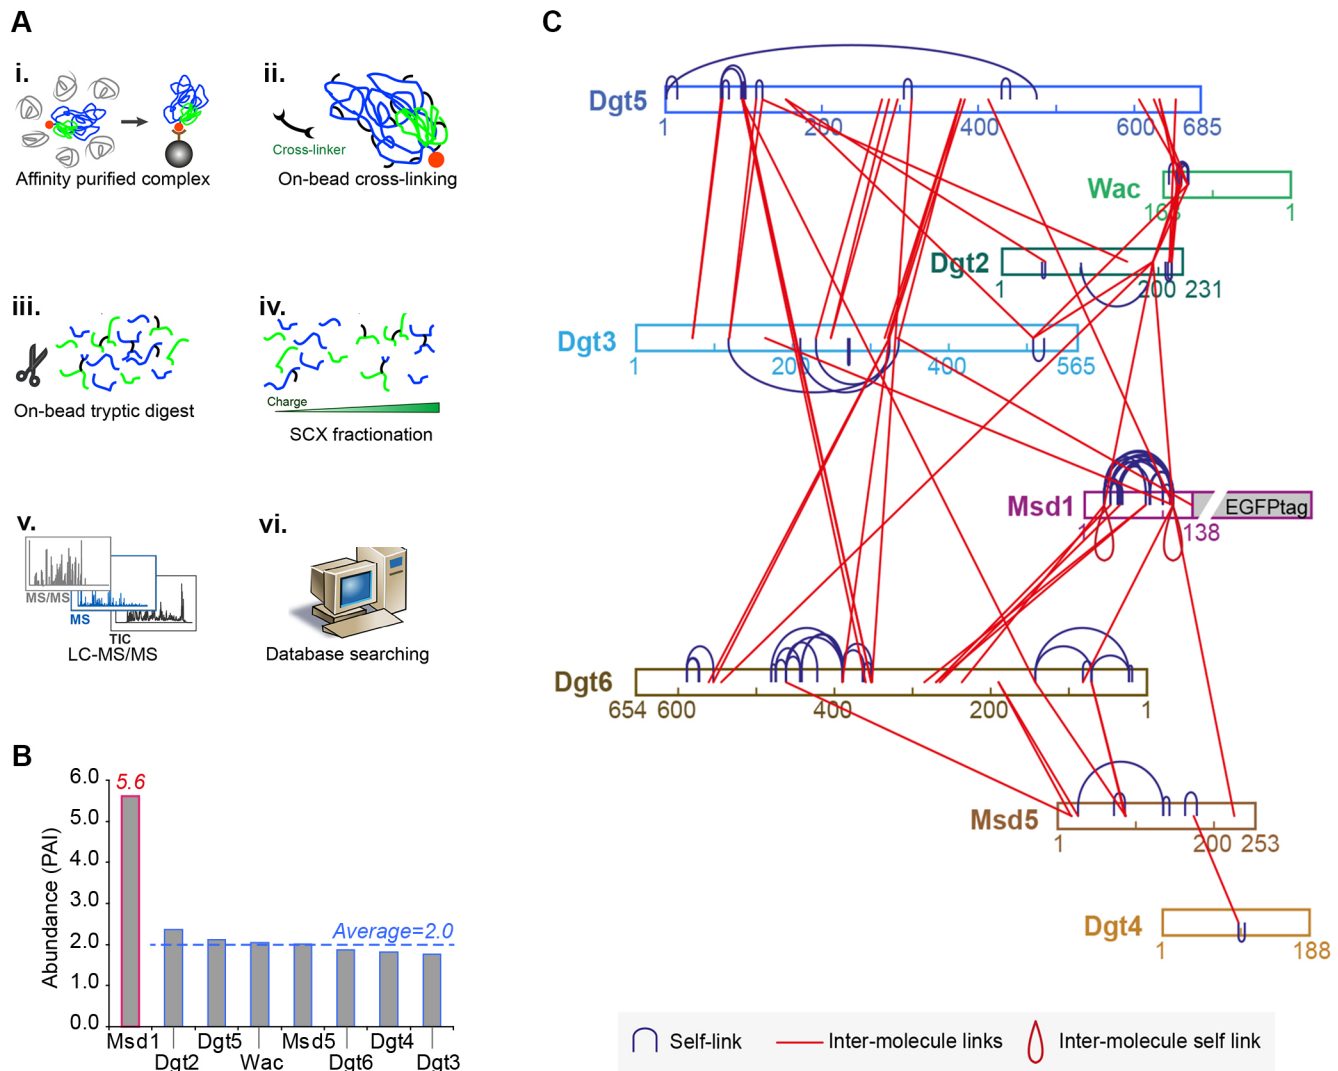 A
i.
Affinity purified complex
ii.
Cross-linker
On-bead cross-linking
iii.
On-bead tryptic digest
iv.
Charge
SCX fractionation
v.
MS/MS
MS
TIC
LC-MS/MS
vi.
Database searching
B
Abundance (PAI)
6.0
5.0
4.0
3.0
2.0
1.0
0.0
5.6
Average=2.0
Msd1 Dgt5 Msd5 Dgt4
Dgt2 Wac Dgt6 Dgt3
C
Dgt5
1 200 400 600 685
Wac
168 1
Dgt2
1 200 231
Dgt3
1 200 400 565
Msd1 EGFPtag
1 138
Dgt6
654 600 400 200 1
Msd5
1 200 253
Dgt4
1 188
Self-link Inter-molecule links Inter-molecule self link